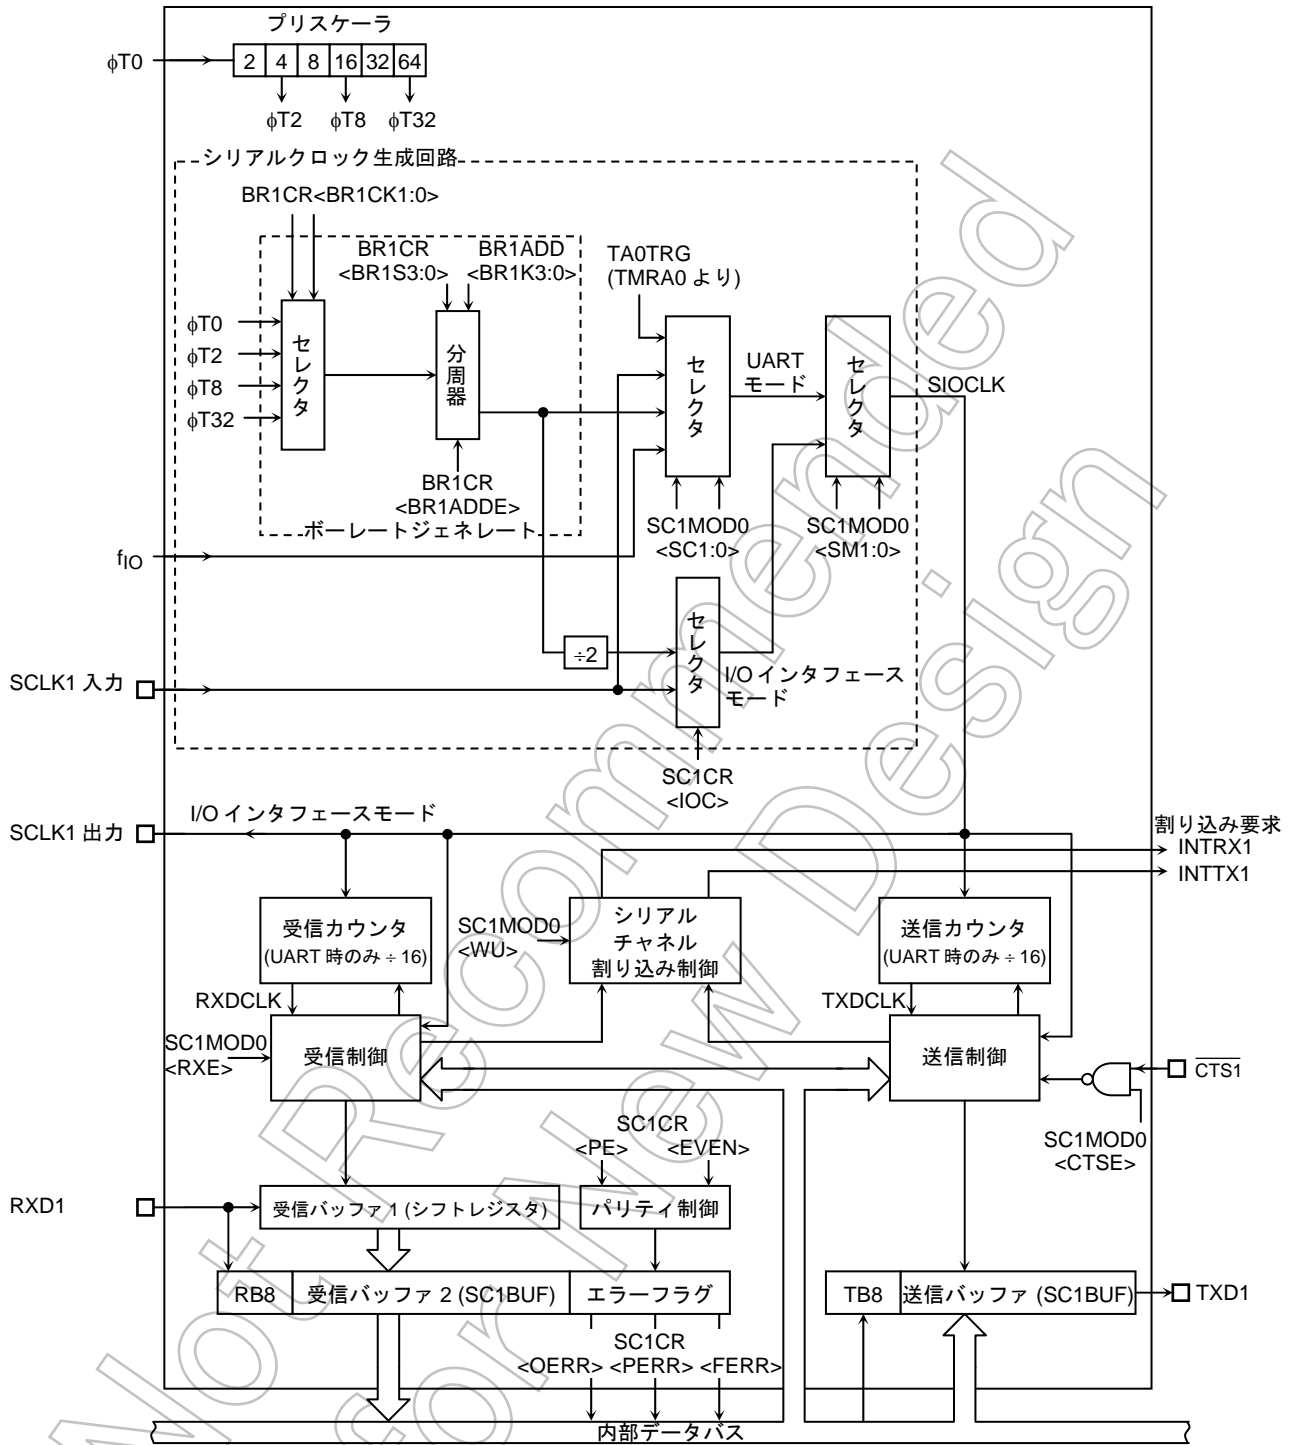 プリスケーラ
φT0
2 4 8 16 32 64
φT2 φT8 φT32
シリアルクロック生成回路
BR1CR<BR1CK1:0>
BR1CR
<BR1S3:0>
BR1ADD
<BR1K3:0>
TA0TRG
(TMRA0 より)
φT0
φT2
φT8
φT32
セレクタ
分周器
セレクタ
UART
モード
セレクタ
SIOCLK
BR1CR
<BR1ADDE>
ボーレートジェネレート
SC1MOD0
<SC1:0>
SC1MOD0
<SM1:0>
fIO
÷2
セレクタ
I/O インタフェース
モード
SCLK1 入力
SC1CR
<IOC>
I/O インタフェースモード
SCLK1 出力
割り込み要求
INTRX1
INTTX1
受信カウンタ
(UART 時のみ ÷ 16)
SC1MOD0
<WU>
シリアル
チャネル
割り込み制御
送信カウンタ
(UART 時のみ ÷ 16)
RXDCLK
TXDCLK
SC1MOD0
<RXE>
受信制御
送信制御
CTS1
SC1MOD0
<CTSE>
SC1CR
<PE> <EVEN>
RXD1
受信バッファ 1 (シフトレジスタ)
パリティ制御
RB8
受信バッファ 2 (SC1BUF)
エラーフラグ
TB8
送信バッファ (SC1BUF)
TXD1
SC1CR
<OERR> <PERR> <FERR>
内部データバス
Not Recommended
for New Design